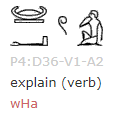 P4:D36-V1-A2
explain (verb)
wHa